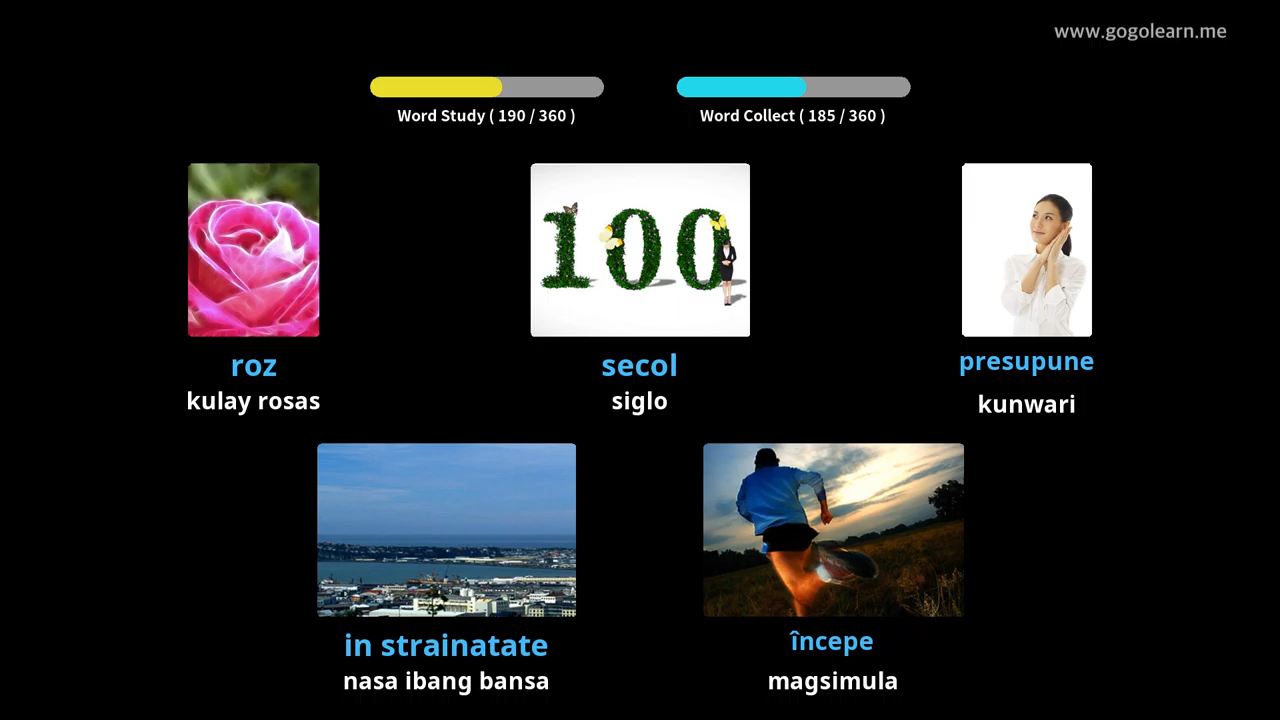 www.gogolearn.me
Word Study ( 190 / 360 )
Word Collect ( 185 / 360 )
100
roz
kulay rosas
secol
siglo
presupune
kunwari
in strainatate
nasa ibang bansa
începe
magsimula